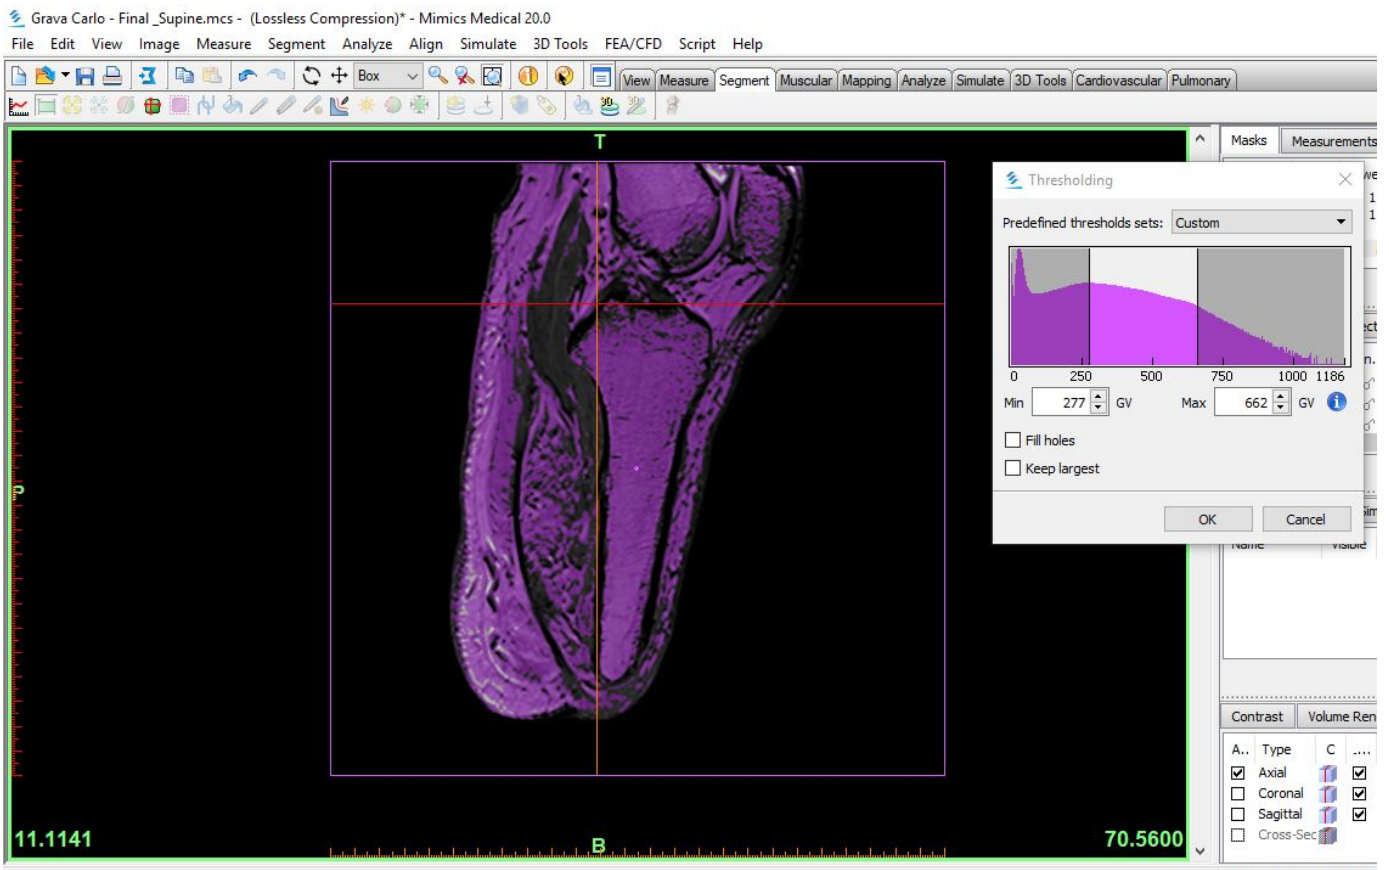 Grava Carlo - Final _Supine.mcs - (Lossless Compression)* - Mimics Medical 20.0
File Edit View Image Measure Segment Analyze Align Simulate 3D Tools FEA/CFD Script Help
Box View Measure Segment Muscular Mapping Analyze Simulate 3D Tools Cardiovascular Pulmonary
T
Masks Measurements
Thresholding
Predefined thresholds sets: Custom
0 250 500 750 1000 1186
Min 277 GV Max 662 GV
Fill holes
Keep largest
OK Cancel
Name Visible
P
Contrast Volume Ren
A.. Type C ....
Axial
Coronal
Sagittal
Cross-Sec
11.1141 B 70.5600